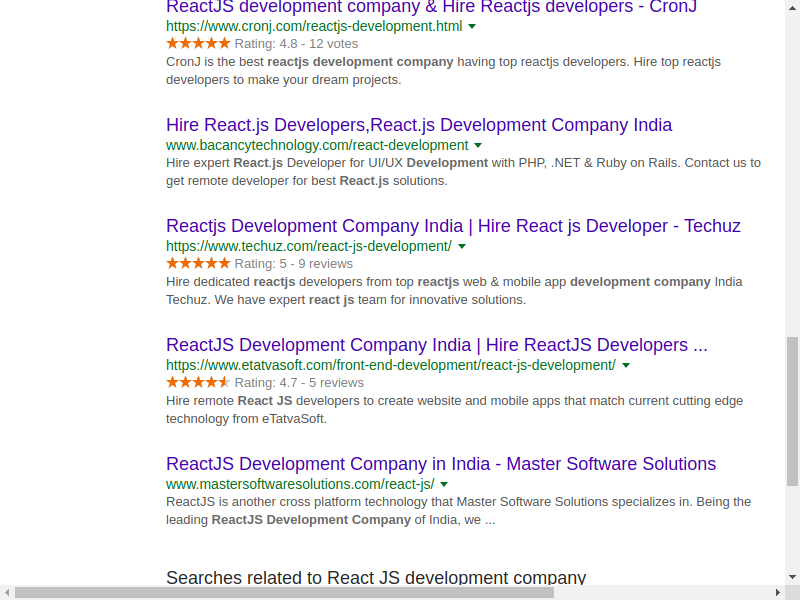 ReactJS development company & Hire Reactjs developers - CronJ
https://www.cronj.com/reactjs-development.html
Rating: 4.8 - 12 votes
CronJ is the best reactjs development company having top reactjs developers. Hire top reactjs
developers to make your dream projects.
Hire React.js Developers,React.js Development Company India
www.bacancytechnology.com/react-development
Hire expert React.js Developer for UI/UX Development with PHP, .NET & Ruby on Rails. Contact us to
get remote developer for best React.js solutions.
Reactjs Development Company India | Hire React js Developer - Techuz
https://www.techuz.com/react-js-development/
Rating: 5 - 9 reviews
Hire dedicated reactjs developers from top reactjs web & mobile app development company India
Techuz. We have expert react js team for innovative solutions.
ReactJS Development Company India | Hire ReactJS Developers ...
https://www.etatvasoft.com/front-end-development/react-js-development/
Rating: 4.7 - 5 reviews
Hire remote React JS developers to create website and mobile apps that match current cutting edge
technology from eTatvaSoft.
ReactJS Development Company in India - Master Software Solutions
www.mastersoftwaresolutions.com/react-js/
ReactJS is another cross platform technology that Master Software Solutions specializes in. Being the
leading ReactJS Development Company of India, we ...
Searches related to React JS development company